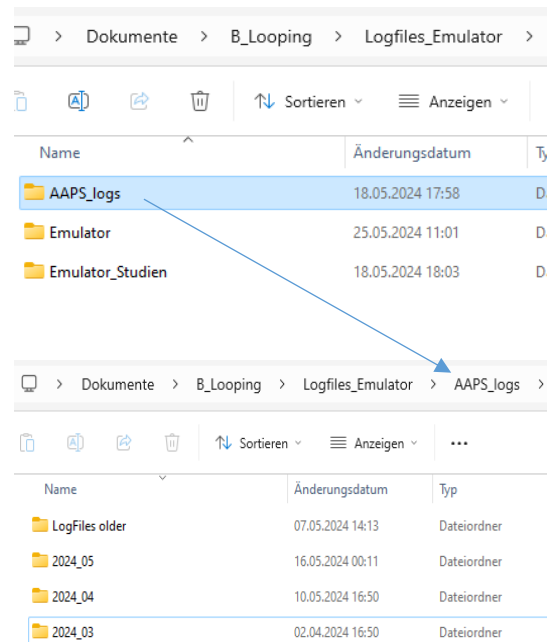 > Dokumente > B_Looping > Logfiles_Emulator >
Sortieren Anzeigen
Name Änderungsdatum
AAPS_logs 18.05.2024 17:58
Emulator 25.05.2024 11:01
Emulator_Studien 18.05.2024 18:03
> Dokumente > B_Looping > Logfiles_Emulator > AAPS_logs >
Sortieren Anzeigen ...
Name Änderungsdatum Typ
LogFiles older 07.05.2024 14:13 Dateiordner
2024_05 16.05.2024 00:11 Dateiordner
2024_04 10.05.2024 16:50 Dateiordner
2024_03 02.04.2024 16:50 Dateiordner